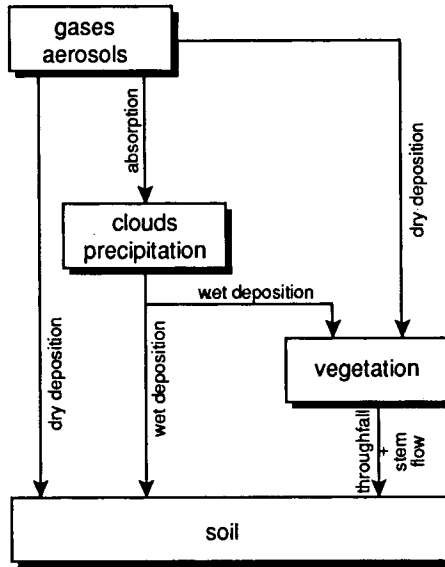 gases
aerosols
absorption
dry deposition
clouds
precipitation
wet deposition
dry deposition
wet deposition
vegetation
throughfall
+
stem
flow
soil